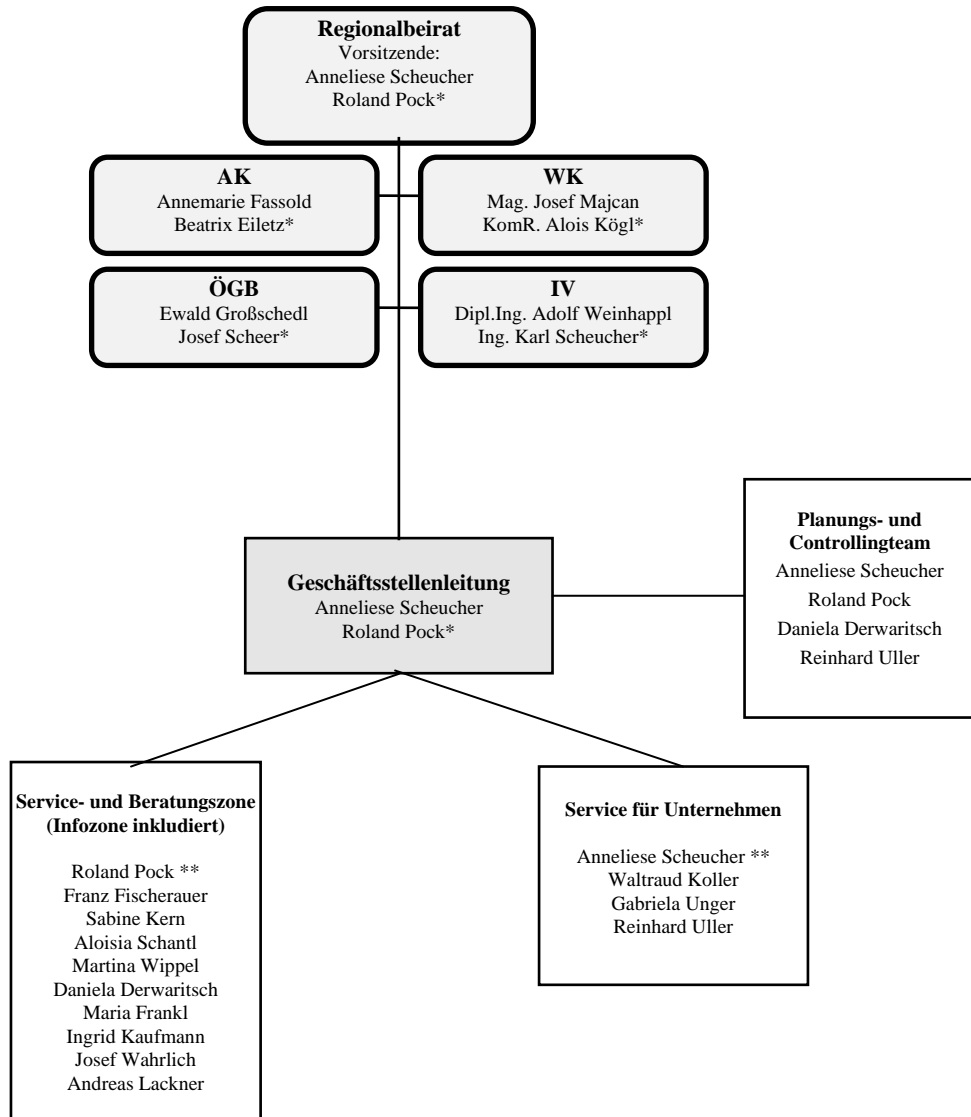 Regionalbeirat
Vorsitzende:
Anneliese Scheucher
Roland Pock*
AK
Annemarie Fassold
Beatrix Eiletz*
WK
Mag. Josef Majcan
KomR. Alois Kögl*
ÖGB
Ewald Großschedl
Josef Scheer*
IV
Dipl.Ing. Adolf Weinhappl
Ing. Karl Scheucher*
Planungs- und
Controllingteam
Anneliese Scheucher
Roland Pock
Daniela Derwaritsch
Reinhard Uller
Geschäftsstellenleitung
Anneliese Scheucher
Roland Pock*
Service- und Beratungszone
(Infozone inkludiert)
Roland Pock **
Franz Fischerauer
Sabine Kern
Aloisia Schantl
Martina Wippel
Daniela Derwaritsch
Maria Frankl
Ingrid Kaufmann
Josef Wahrlich
Andreas Lackner
Service für Unternehmen
Anneliese Scheucher **
Waltraud Koller
Gabriela Unger
Reinhard Uller